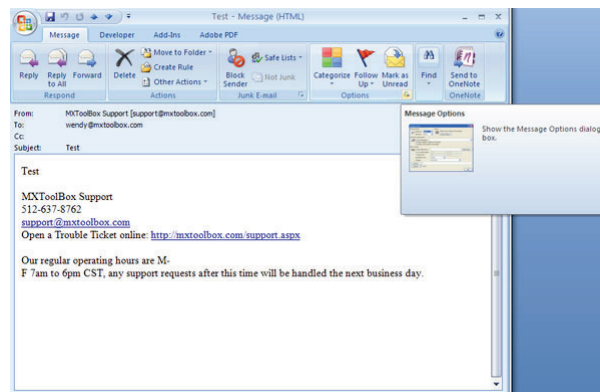 Test - Message (HTML)
Message Developer Add-Ins Adobe PDF
Reply Reply to All Forward Delete Move to Folder Create Rule Other Actions Block Sender Safe Lists Not Junk Categorize Follow Up Mark as Unread Find Send to OneNote
Respond Actions Junk E-mail Options OneNote
From: MXToolBox Support [support@mxtoolbox.com]
To: wendy@mxtoolbox.com
Cc:
Subject: Test
Message Options
Show the Message Options dialog
box.
Test
MXToolBox Support
512-637-8762
support@mxtoolbox.com
Open a Trouble Ticket online: http://mxtoolbox.com/support.aspx
Our regular operating hours are M-
F 7am to 6pm CST, any support requests after this time will be handled the next business day.